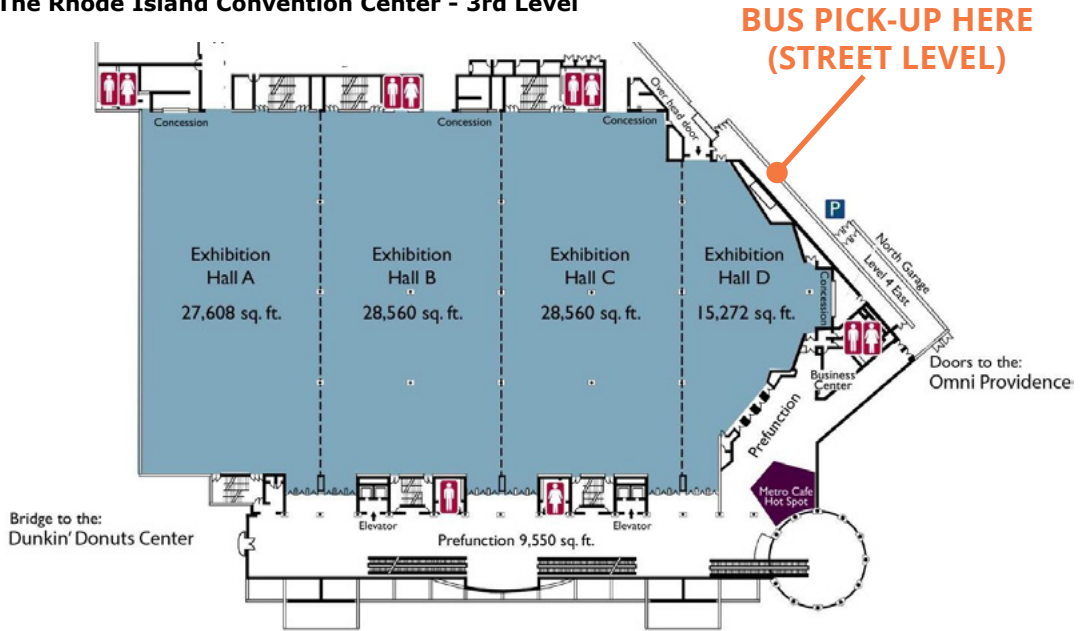 The Rhode Island Convention Center - 3rd Level
BUS PICK-UP HERE
(STREET LEVEL)
Over head door
Concession
Concession
Concession
P
North Garage
Level 4 East
Exhibition
Hall A
27,608 sq. ft.
Exhibition
Hall B
28,560 sq. ft.
Exhibition
Hall C
28,560 sq. ft.
Exhibition
Hall D
15,272 sq. ft.
Concession
Doors to the:
Omni Providence
Business
Center
Prefunction
Metro Cafe
Hot Spot
Bridge to the:
Dunkin' Donuts Center
Elevator
Elevator
Prefunction 9,550 sq. ft.